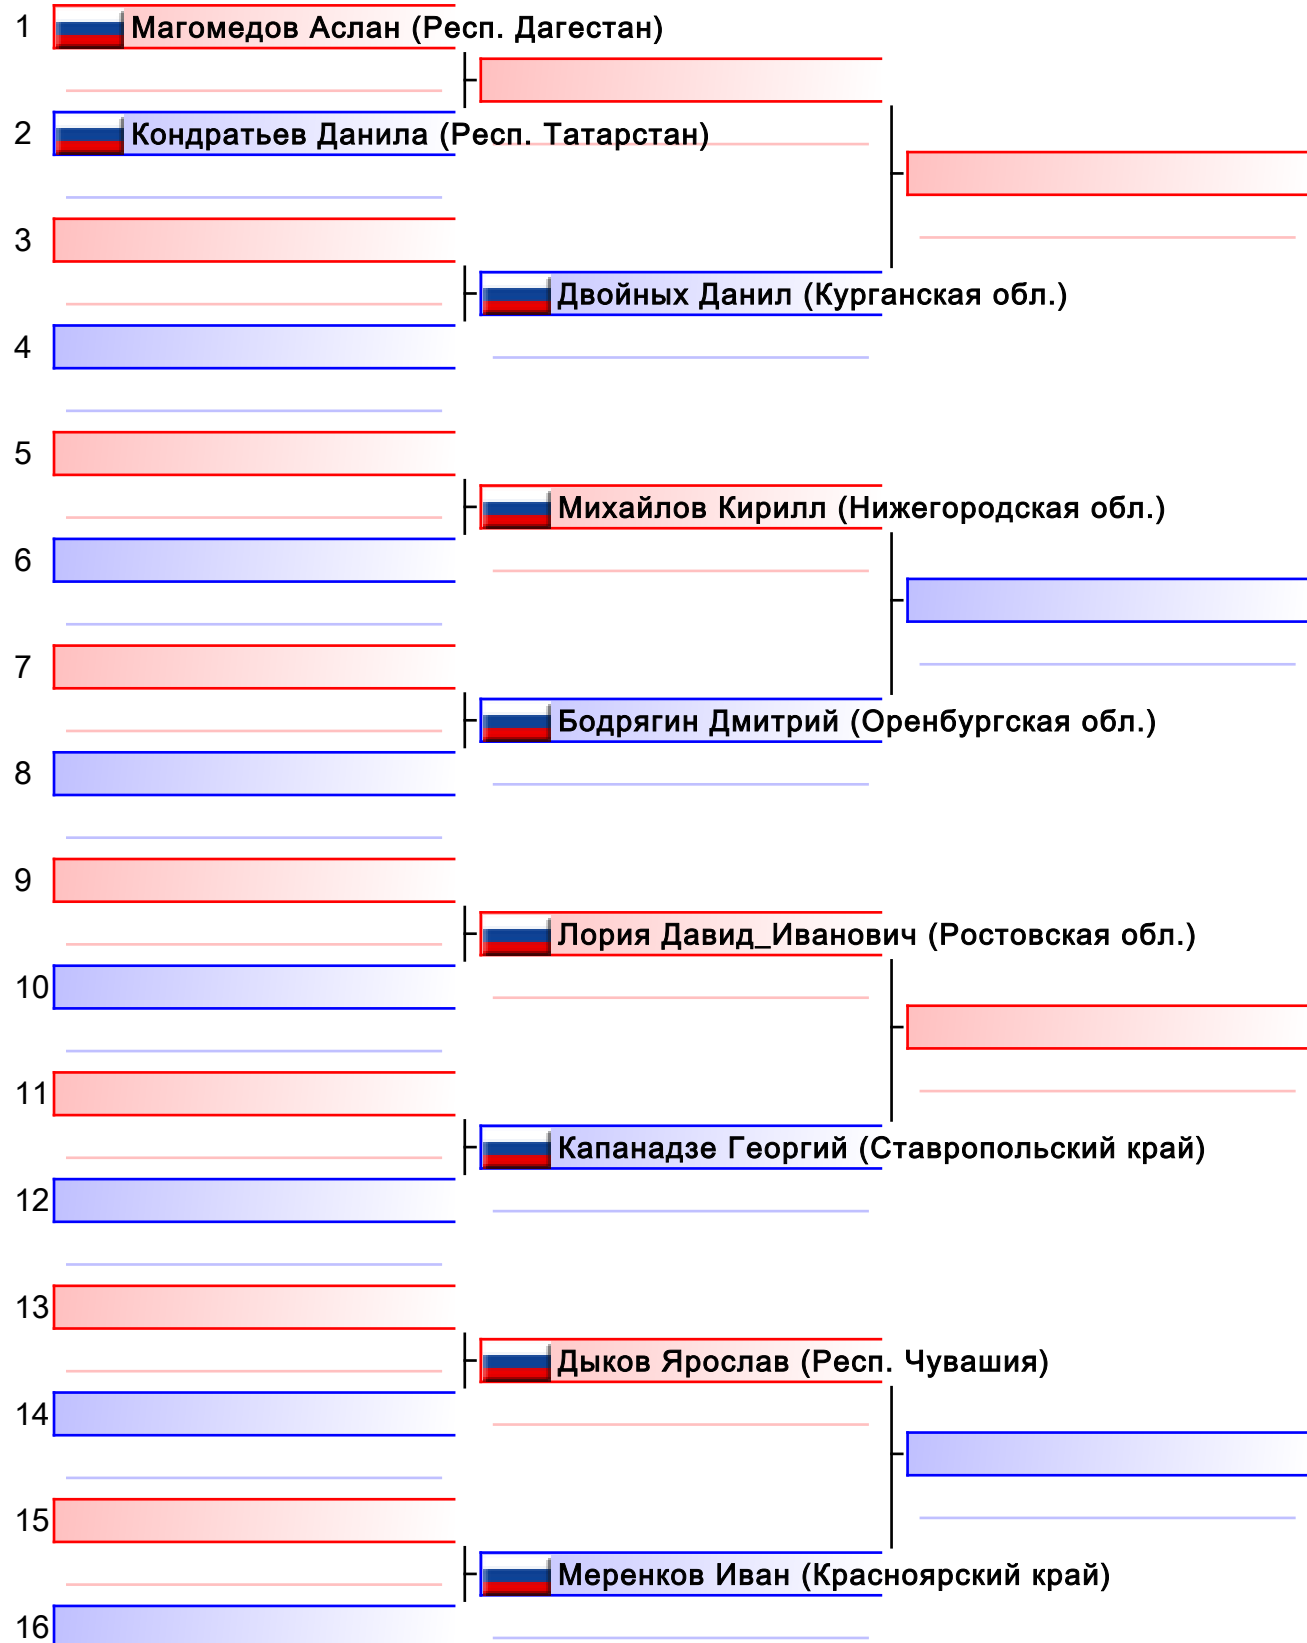 1 Магомедов Аслан (Респ. Дагестан)
2 Кондратьев Данила (Респ. Татарстан)
3
Двойных Данил (Курганская обл.)
4
5
Михайлов Кирилл (Нижегородская обл.)
6
7
Бодрягин Дмитрий (Оренбургская обл.)
8
9
Лория Давид_Иванович (Ростовская обл.)
10
11
Капанадзе Георгий (Ставропольский край)
12
13
Дыков Ярослав (Респ. Чувашия)
14
15
Меренков Иван (Красноярский край)
16